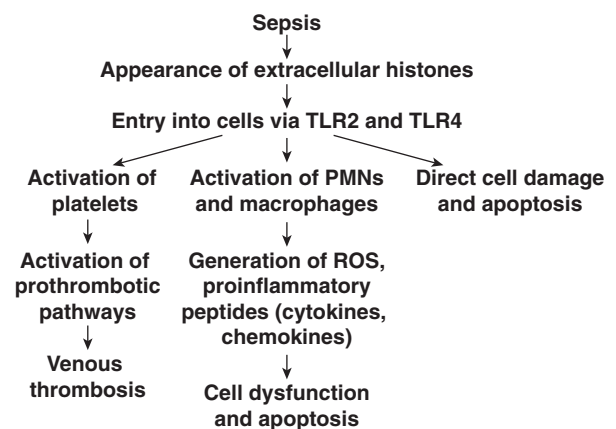 Sepsis
Appearance of extracellular histones
Entry into cells via TLR2 and TLR4
Activation of
platelets
Activation of
prothrombotic
pathways
Venous
thrombosis
Activation of PMNs
and macrophages
Generation of ROS,
proinflammatory
peptides (cytokines,
chemokines)
Cell dysfunction
and apoptosis
Direct cell damage
and apoptosis